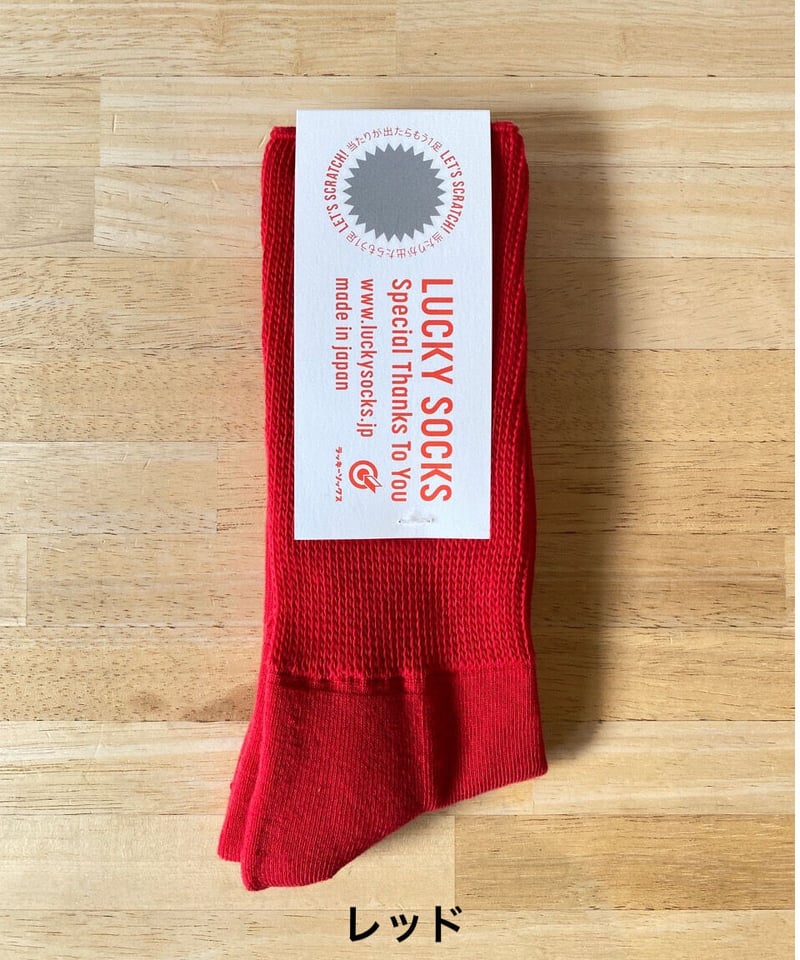 LET'S SCRATCH! 当たりが出たらもう1足 LET'S SCRATCH! 当たりが出たらもう1足
LUCKY SOCKS
Special Thanks To You
www.luckysocks.jp
made in japan
ラッキーソックス
レッド